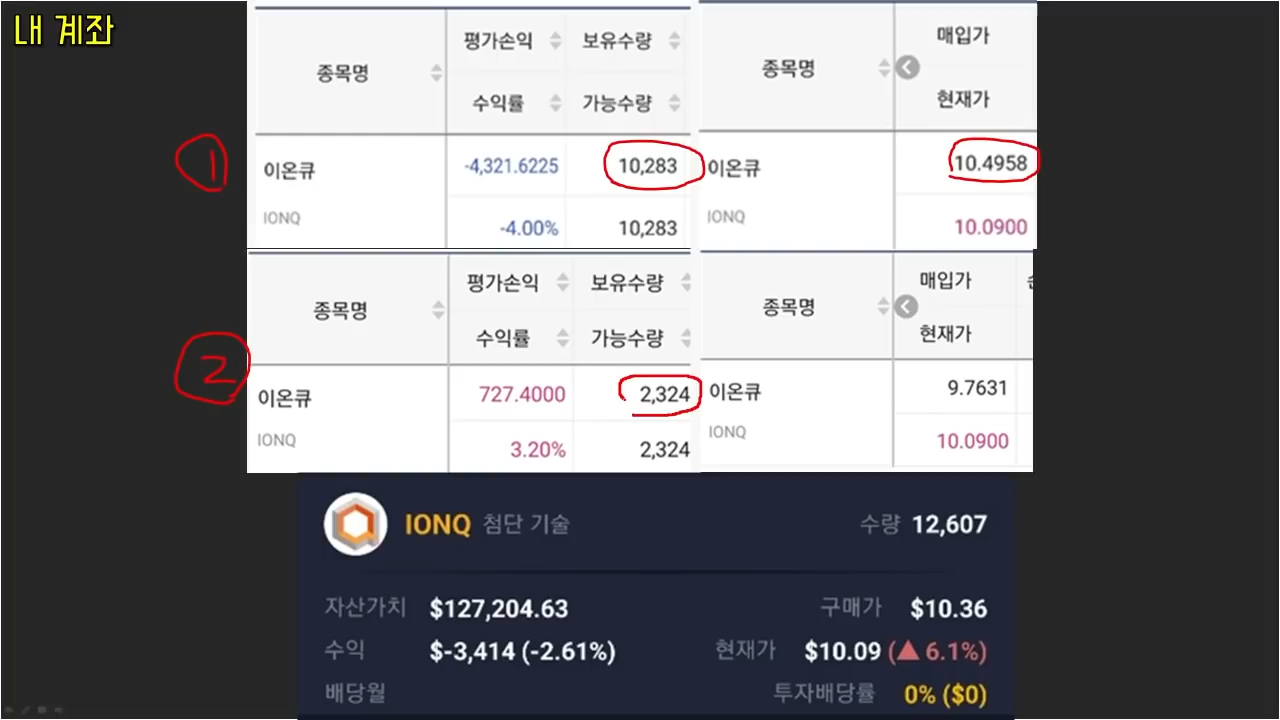 내 계좌
종목명
평가손익 보유수량
수익률 가능수량
1
이온큐 -4,321.6225 10,283
IONQ -4.00% 10,283
종목명
매입가
현재가
이온큐 10.4958
IONQ 10.0900
종목명
평가손익 보유수량
수익률 가능수량
2
이온큐 727.4000 2,324
IONQ 3.20% 2,324
종목명
매입가
현재가
이온큐 9.7631
IONQ 10.0900
IONQ 첨단 기술 수량 12,607
자산가치 $127,204.63 구매가 $10.36
수익 $-3,414 (-2.61%) 현재가 $10.09 (▲ 6.1%)
배당월 투자배당률 0% ($0)